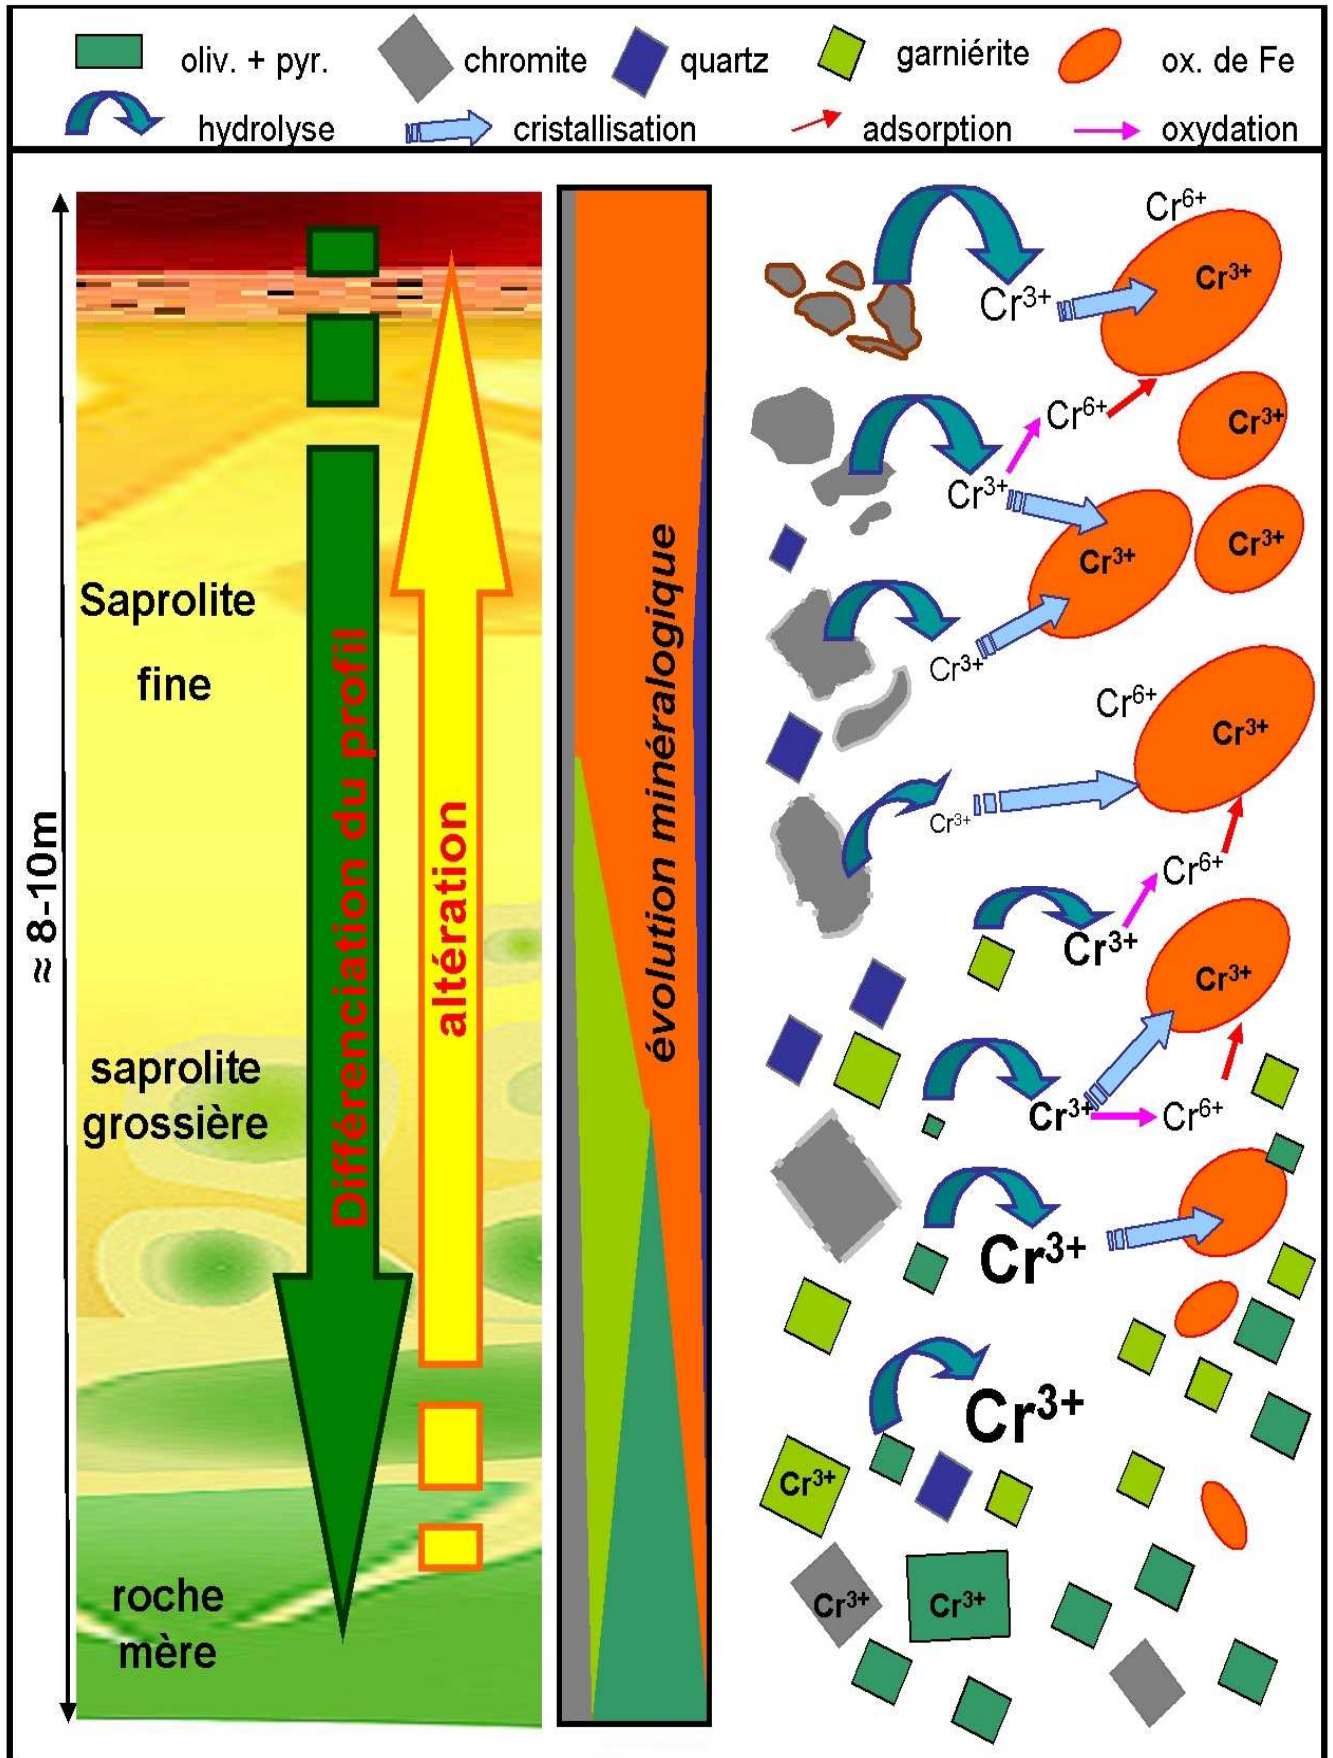 oliv. + pyr.
chromite
quartz
garniérite
ox. de Fe
hydrolyse
cristallisation
adsorption
oxydation
≈ 8-10m
Saprolite
fine
saprolite
grossière
roche
mère
Différenciation du profil
altération
évolution minéralogique
Cr6+
Cr3+
Cr3+
Cr6+
Cr3+
Cr3+
Cr3+
Cr3+
Cr3+
Cr6+
Cr3+
Cr3+
Cr6+
Cr3+
Cr3+
Cr3+
Cr6+
Cr3+
Cr3+
Cr3+
Cr3+
Cr3+